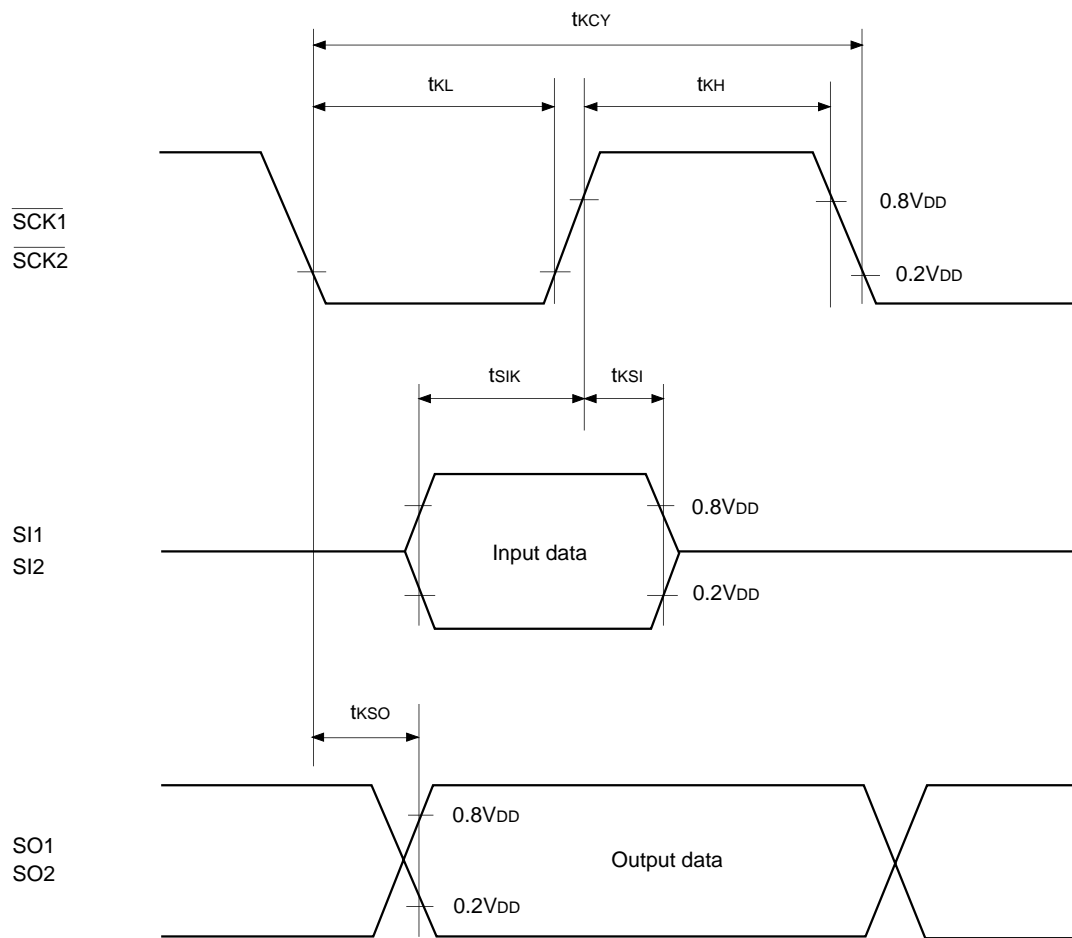 tKCY
tKL
tKH
SCK1
SCK2
0.8VDD
0.2VDD
tSIK
tKSI
SI1
SI2
Input data
0.8VDD
0.2VDD
tKSO
SO1
SO2
0.8VDD
0.2VDD
Output data